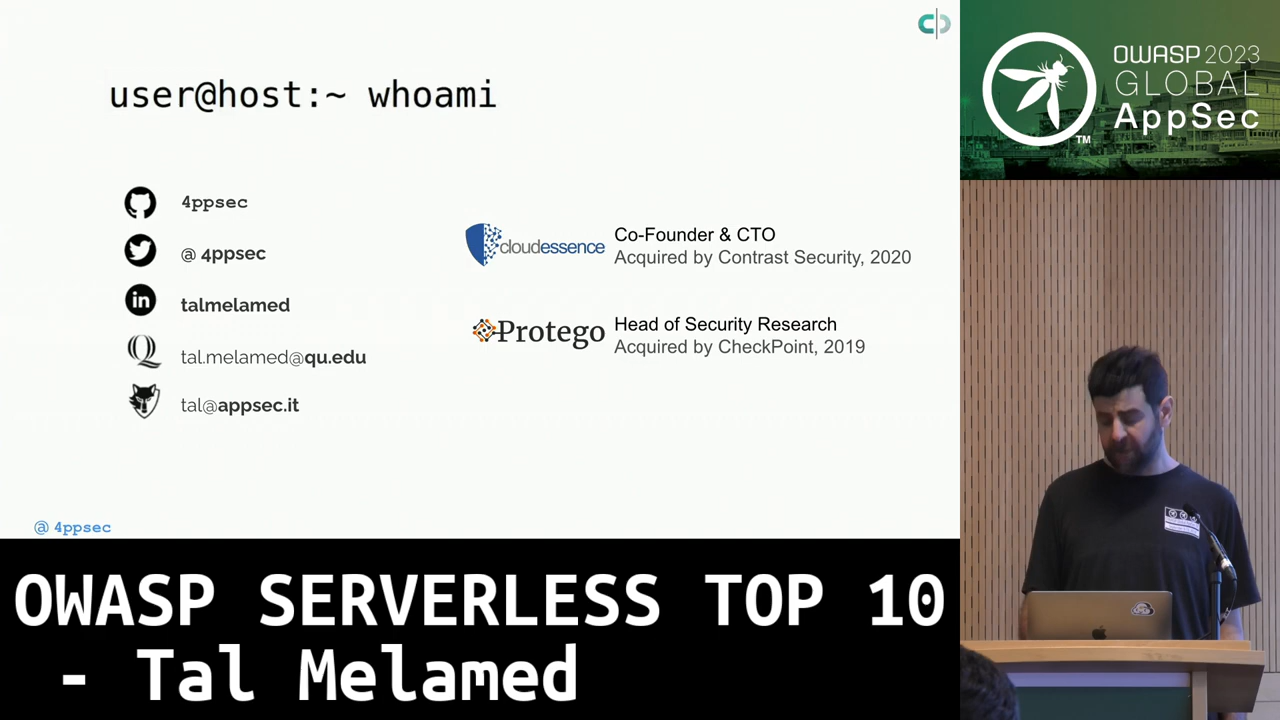 user@host:~ whoami
4ppsec
@ 4ppsec
in
talmelamed
Q
tal.melamed@qu.edu
tal@appsec.it
cloudessence
Co-Founder & CTO
Acquired by Contrast Security, 2020
Protego
Head of Security Research
Acquired by CheckPoint, 2019
@ 4ppsec
OWASP SERVERLESS TOP 10
- Tal Melamed
OWASP 2023
GLOBAL
AppSec
TM